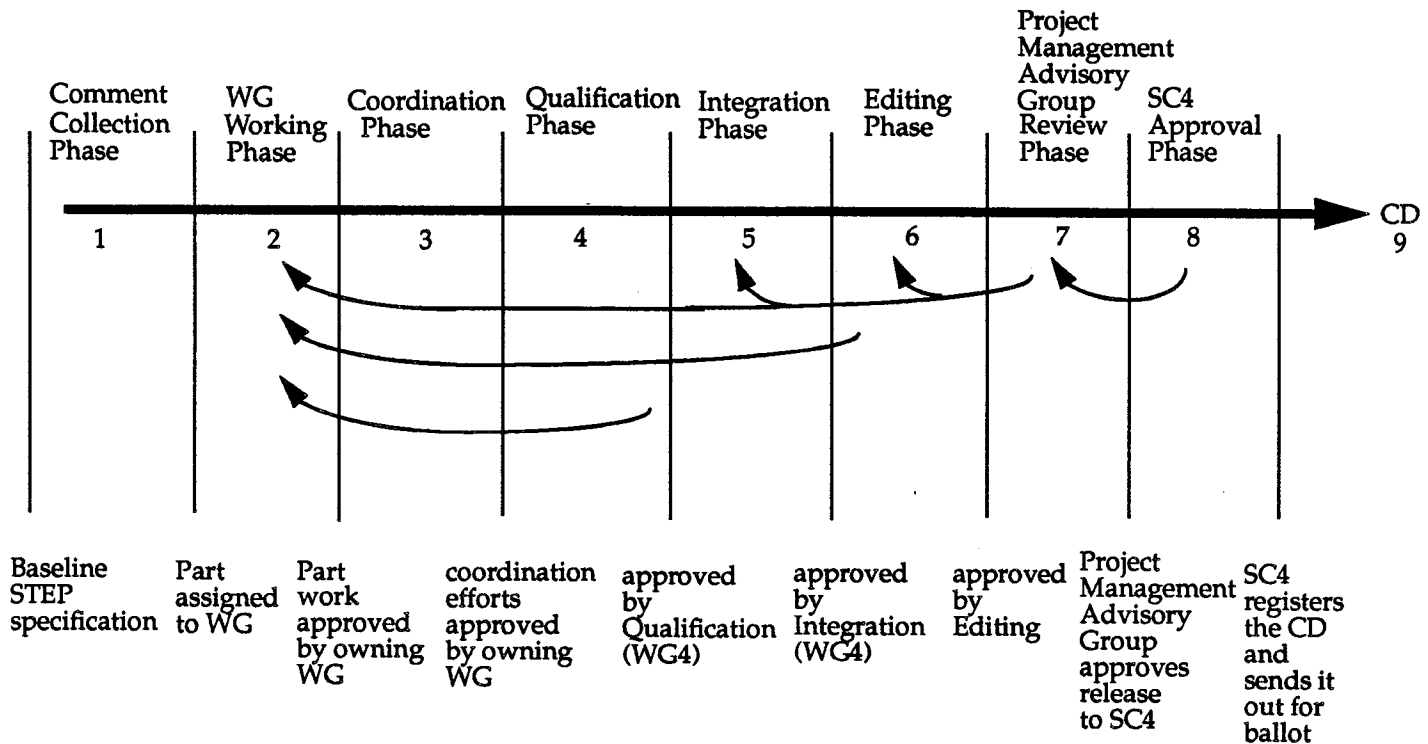 Comment
Collection
Phase
WG
Working
Phase
Coordination
Phase
Qualification
Phase
Integration
Phase
Editing
Phase
Project
Management
Advisory
Group
Review
Phase
SC4
Approval
Phase
1
2
3
4
5
6
7
8
CD
9
Baseline
STEP
specification
Part
assigned
to WG
Part
work
approved
by owning
WG
coordination
efforts
approved
by owning
WG
approved
by
Qualification
(WG4)
approved
by
Integration
(WG4)
approved
by
Editing
Project
Management
Advisory
Group
approves
release
to SC4
SC4
registers
the CD
and
sends it
out for
ballot